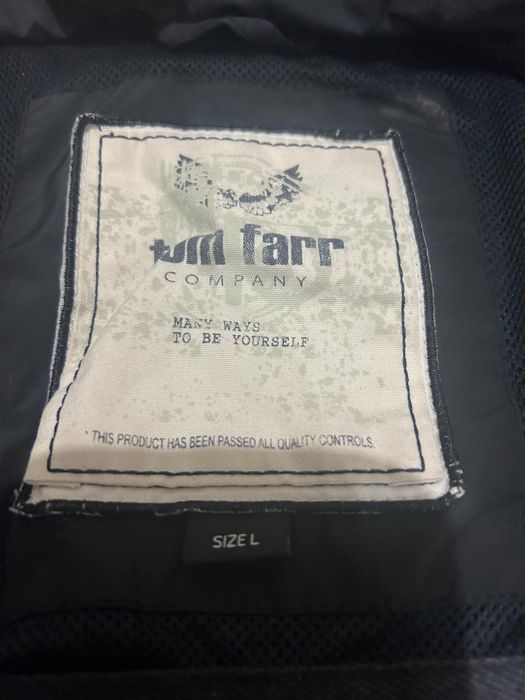 tom farr
COMPANY
MANY WAYS
TO BE YOURSELF
* THIS PRODUCT HAS BEEN PASSED ALL QUALITY CONTROLS.
SIZE L